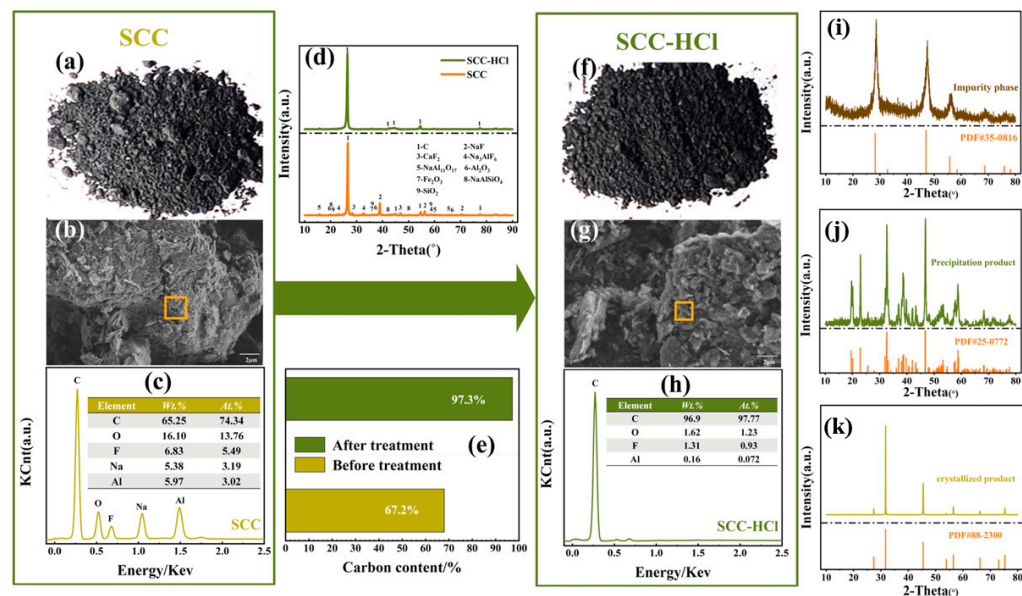 SCC
(a)
(b)
2μm
(c)
C
Element Wt.% At.%
C 65.25 74.34
O 16.10 13.76
F 6.83 5.49
Na 5.38 3.19
Al 5.97 3.02
O
F
Na
Al
SCC
KCnt(a.u.)
0.0 0.5 1.0 1.5 2.0 2.5
Energy/Kev
(d)
SCC-HCl
SCC
1-C 2-NaF
3-CaF₂ 4-Na₃AlF₆
5-NaAl₁₁O₁₇ 6-Al₂O₃
7-Fe₂O₃ 8-NaAlSiO₄
9-SiO₂
Intensity(a.u.)
10 20 30 40 50 60 70 80 90
2-Theta(°)
97.3%
(e)
After treatment
Before treatment
67.2%
0 10 20 30 40 50 60 70 80 90 100
Carbon content/%
SCC-HCl
(f)
(g)
2μm
(h)
C
Element Wt.% At.%
C 96.9 97.77
O 1.62 1.23
F 1.31 0.93
Al 0.16 0.072
SCC-HCl
KCnt(a.u.)
0.0 0.5 1.0 1.5 2.0 2.5
Energy/Kev
(i)
Impurity phase
PDF#35-0816
Intensity(a.u.)
10 20 30 40 50 60 70 80
2-Theta(°)
(j)
Precipitation product
PDF#25-0772
Intensity(a.u.)
10 20 30 40 50 60 70 80
2-Theta(°)
(k)
crystallized product
PDF#88-2300
Intensity(a.u.)
10 20 30 40 50 60 70 80
2-Theta(°)